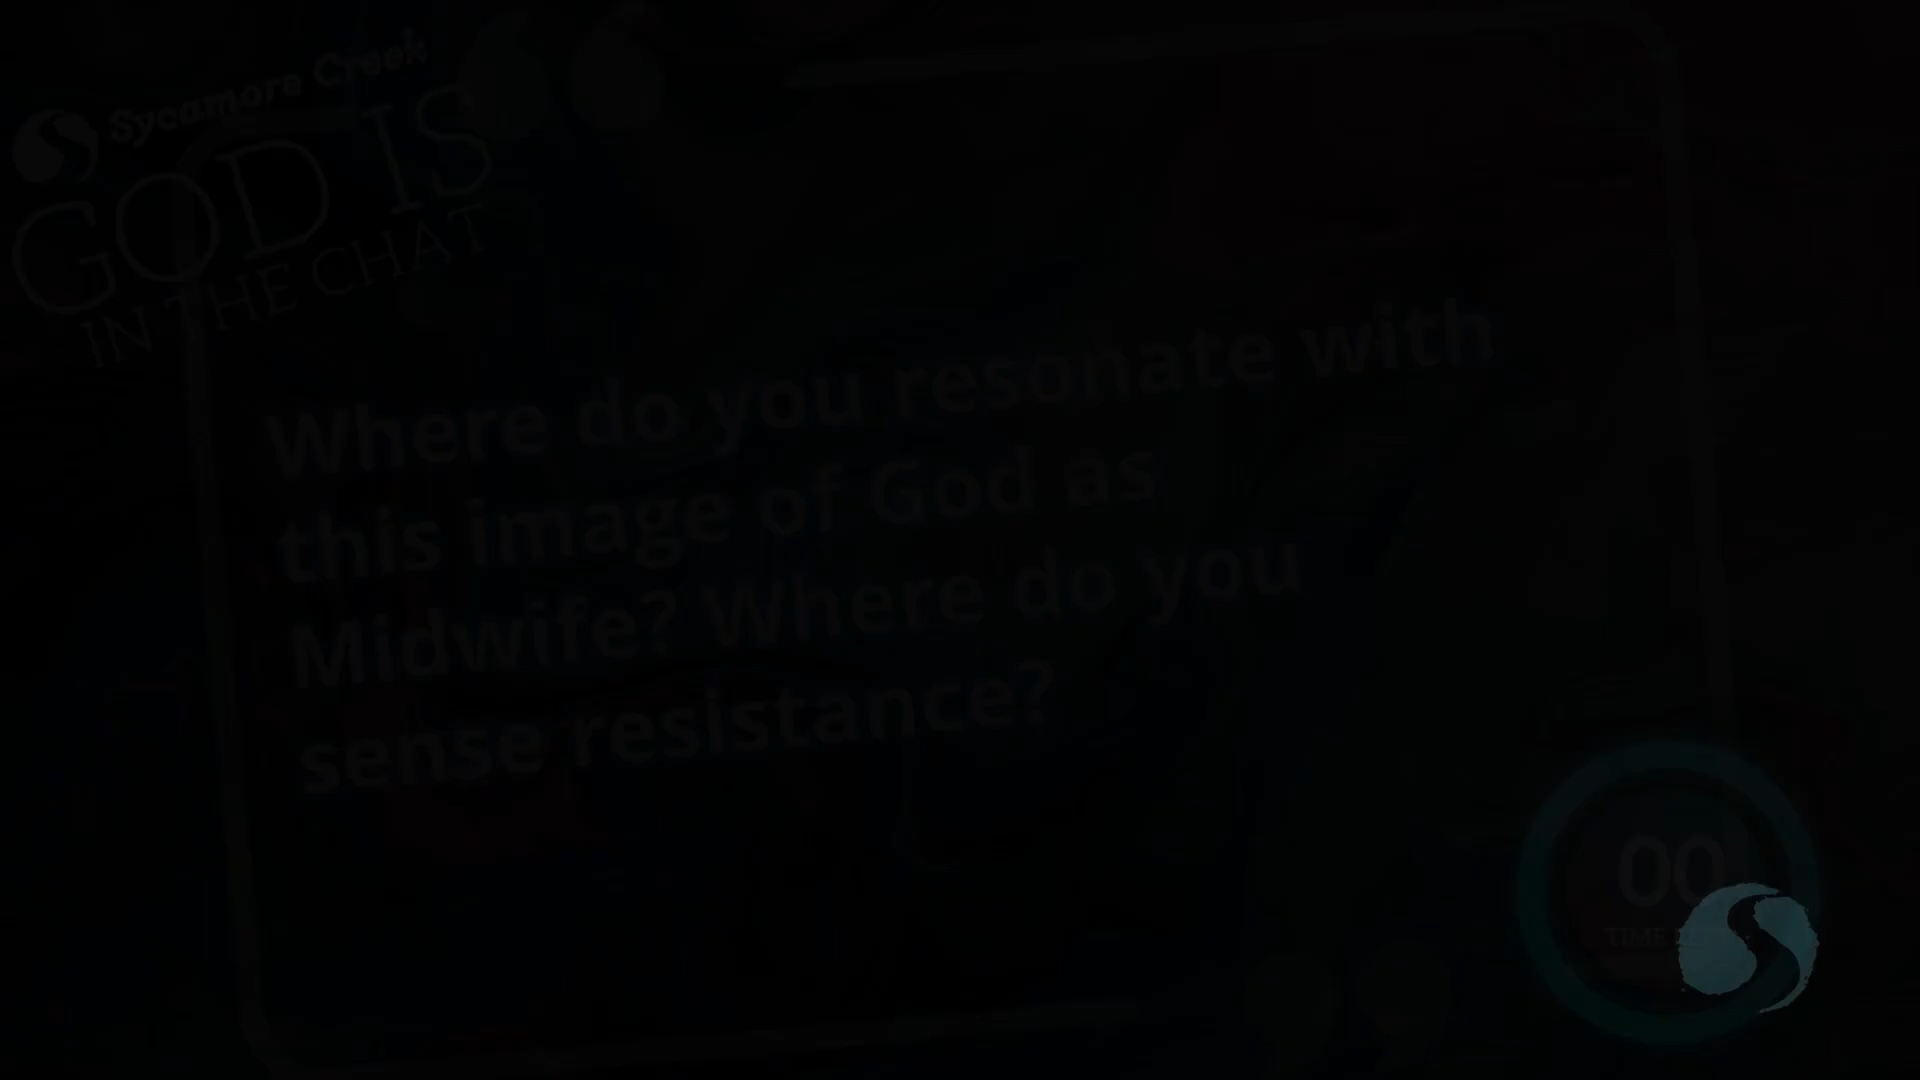 Sycamore Creek
GOD IS
IN THE CHAT
Where do you resonate with
this image of God as
Midwife? Where do you
sense resistance?
00
TIME